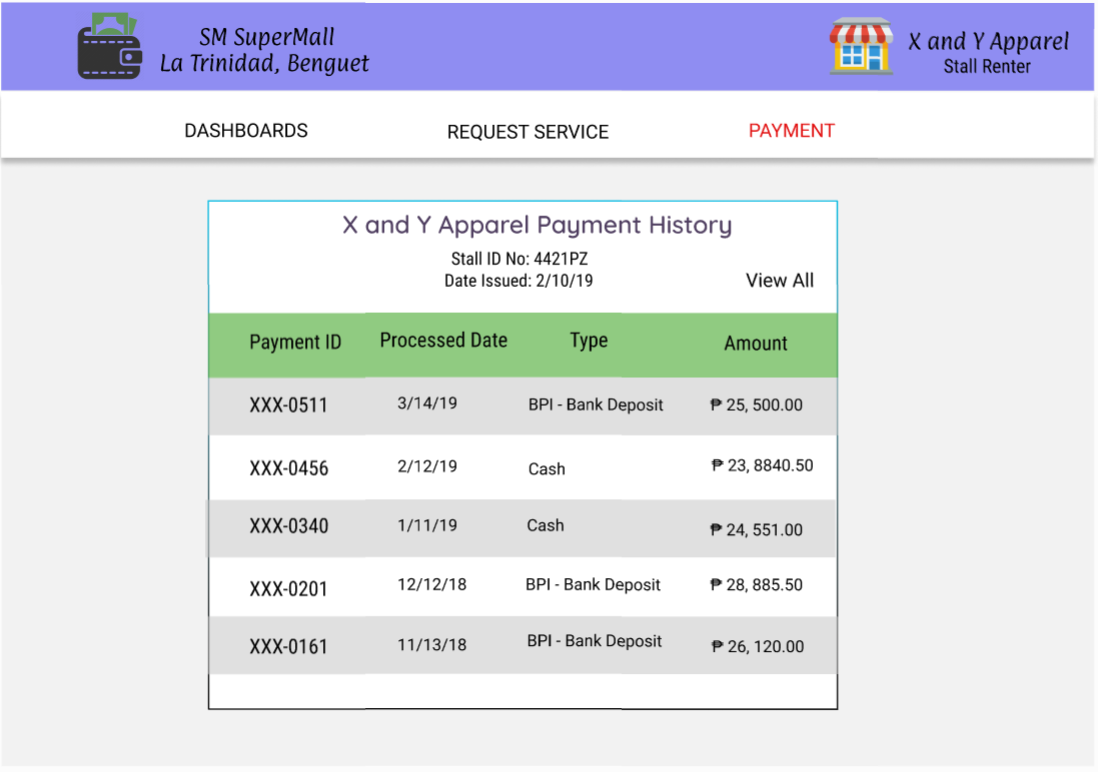 SM SuperMall
La Trinidad, Benguet
X and Y Apparel
Stall Renter
DASHBOARDS REQUEST SERVICE PAYMENT
X and Y Apparel Payment History
Stall ID No: 4421PZ
Date Issued: 2/10/19
View All
Payment ID Processed Date Type Amount
XXX-0511 3/14/19 BPI - Bank Deposit ₱ 25, 500.00
XXX-0456 2/12/19 Cash ₱ 23, 8840.50
XXX-0340 1/11/19 Cash ₱ 24, 551.00
XXX-0201 12/12/18 BPI - Bank Deposit ₱ 28, 885.50
XXX-0161 11/13/18 BPI - Bank Deposit ₱ 26, 120.00